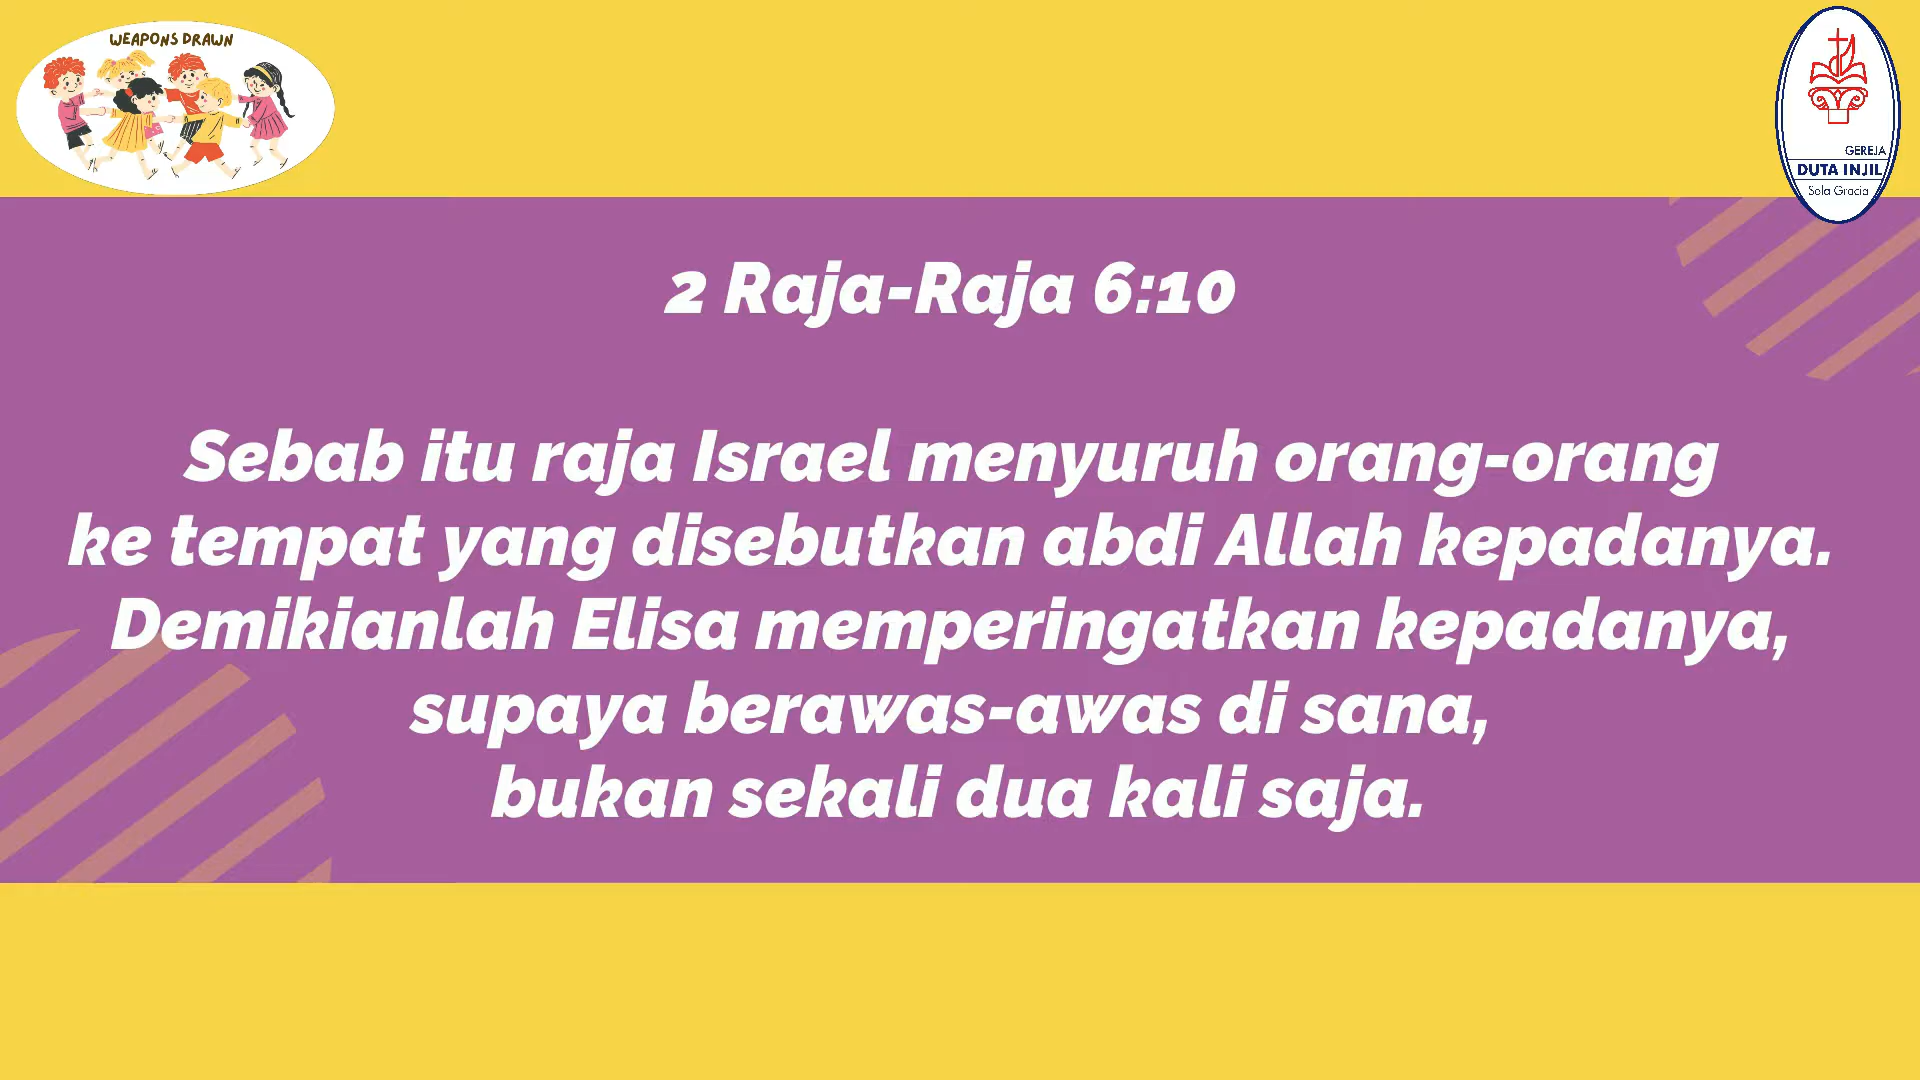 WEAPONS DRAWN
GEREJA
DUTA INJIL
Sola Gracia
2 Raja-Raja 6:10
Sebab itu raja Israel menyuruh orang-orang
ke tempat yang disebutkan abdi Allah kepadanya.
Demikianlah Elisa memperingatkan kepadanya,
supaya berawas-awas di sana,
bukan sekali dua kali saja.